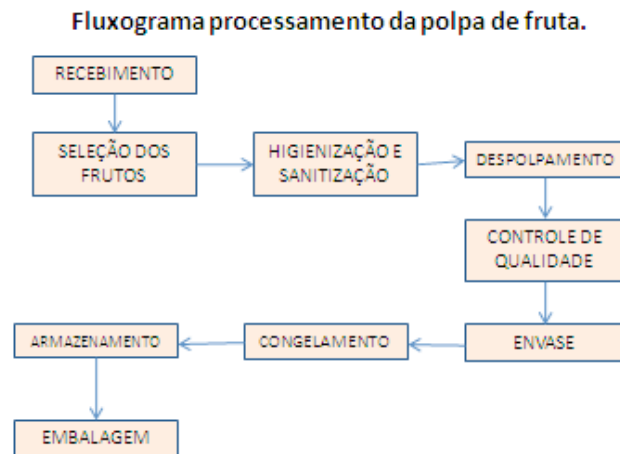 Fluxograma processamento da polpa de fruta.
RECEBIMENTO
SELEÇÃO DOS
FRUTOS
HIGIENIZAÇÃO E
SANITIZAÇÃO
DESPOLPAMENTO
CONTROLE DE
QUALIDADE
ENVASE
CONGELAMENTO
ARMAZENAMENTO
EMBALAGEM